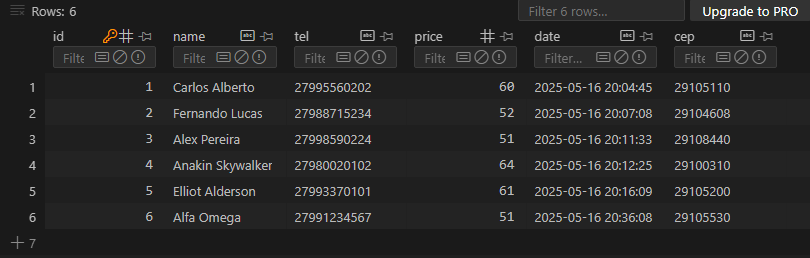 Rows: 6 Filter 6 rows... Upgrade to PRO
id name tel price date cep
Filte Filte Filte Filte Filter... Filte
1 1 Carlos Alberto 27995560202 60 2025-05-16 20:04:45 29105110
2 2 Fernando Lucas 27988715234 52 2025-05-16 20:07:08 29104608
3 3 Alex Pereira 27998590224 51 2025-05-16 20:11:33 29108440
4 4 Anakin Skywalker 27980020102 64 2025-05-16 20:12:25 29100310
5 5 Elliot Alderson 27993370101 61 2025-05-16 20:16:09 29105200
6 6 Alfa Omega 27991234567 51 2025-05-16 20:36:08 29105530
7